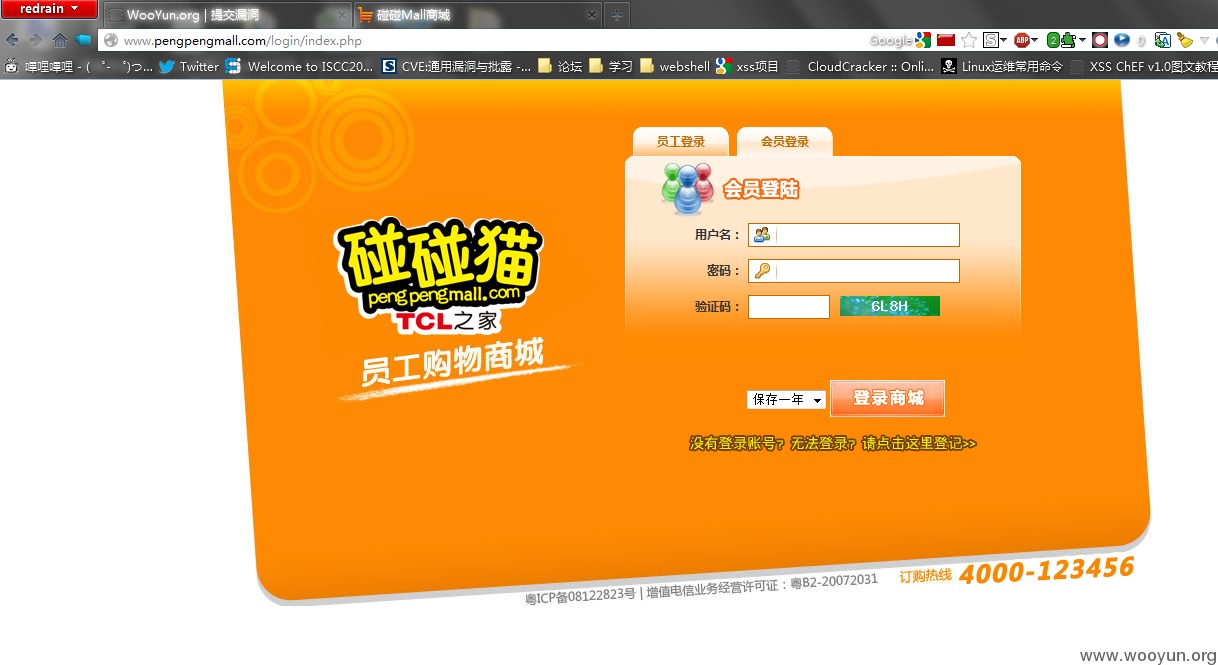 redrain
WooYun.org | 提交漏洞
碰碰Mall商城
www.pengpengmall.com/login/index.php
Google
ABP
2
0
哔哩哔哩 - ( ゜- ゜)つ...
Twitter
Welcome to ISCC20...
CVE:通用漏洞与批露 -...
论坛
学习
webshell
xss项目
CloudCracker :: Onli...
Linux运维常用命令
XSS ChEF v1.0图文教程
员工登录
会员登录
会员登陆
用户名：
密码：
验证码：
6L8H
碰碰猫
pengpengmall.com
TCL之家
员工购物商城
保存一年
登录商城
没有登录账号？无法登录？请点击这里登记>>
粤ICP备08122823号 | 增值电信业务经营许可证：粤B2-20072031
订购热线 4000-123456
www.wooyun.org